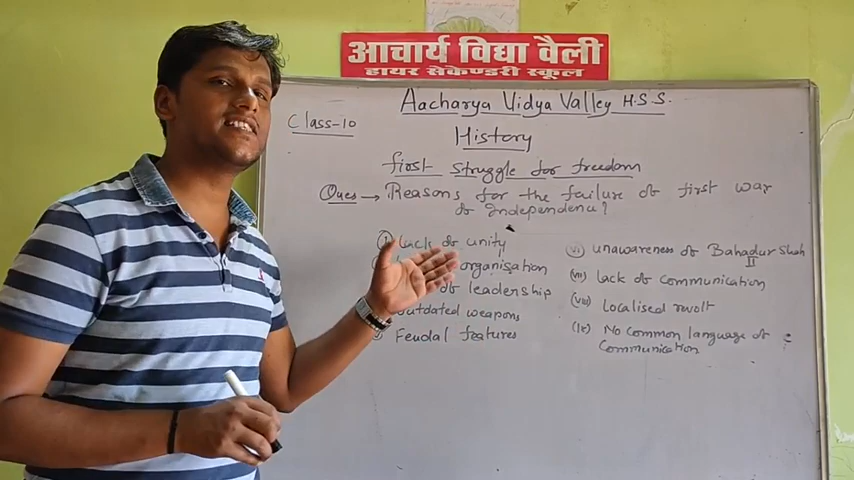 आचार्य विद्या वैली
हायर सेकेण्डरी स्कूल
Aacharya Vidya Valley H.S.S.
Class-10
History
first struggle for freedom
Ques → Reasons for the failure of first war
of independence?
(i) lack of unity
organisation
of leadership
outdated weapons
Feudal features
(vi) unawareness of Bahadur Shah
II
(vii) lack of communication
(viii) Localised revolt
(ix) No common language of
communication